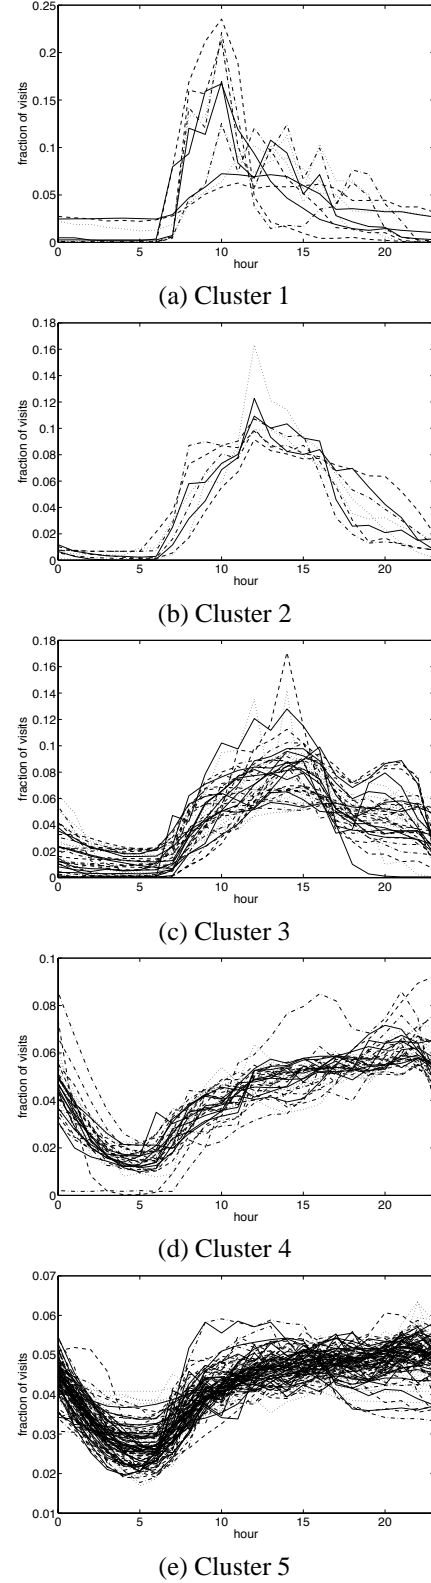 0.25
0.2
0.15
0.1
0.05
0
fraction of visits
0 5 10 15 20
hour
(a) Cluster 1
0.18
0.16
0.14
0.12
0.1
0.08
0.06
0.04
0.02
0
fraction of visits
0 5 10 15 20
hour
(b) Cluster 2
0.18
0.16
0.14
0.12
0.1
0.08
0.06
0.04
0.02
0
fraction of visits
0 5 10 15 20
hour
(c) Cluster 3
0.1
0.08
0.06
0.04
0.02
0
fraction of visits
0 5 10 15 20
hour
(d) Cluster 4
0.07
0.06
0.05
0.04
0.03
0.02
0.01
fraction of visits
0 5 10 15 20
hour
(e) Cluster 5